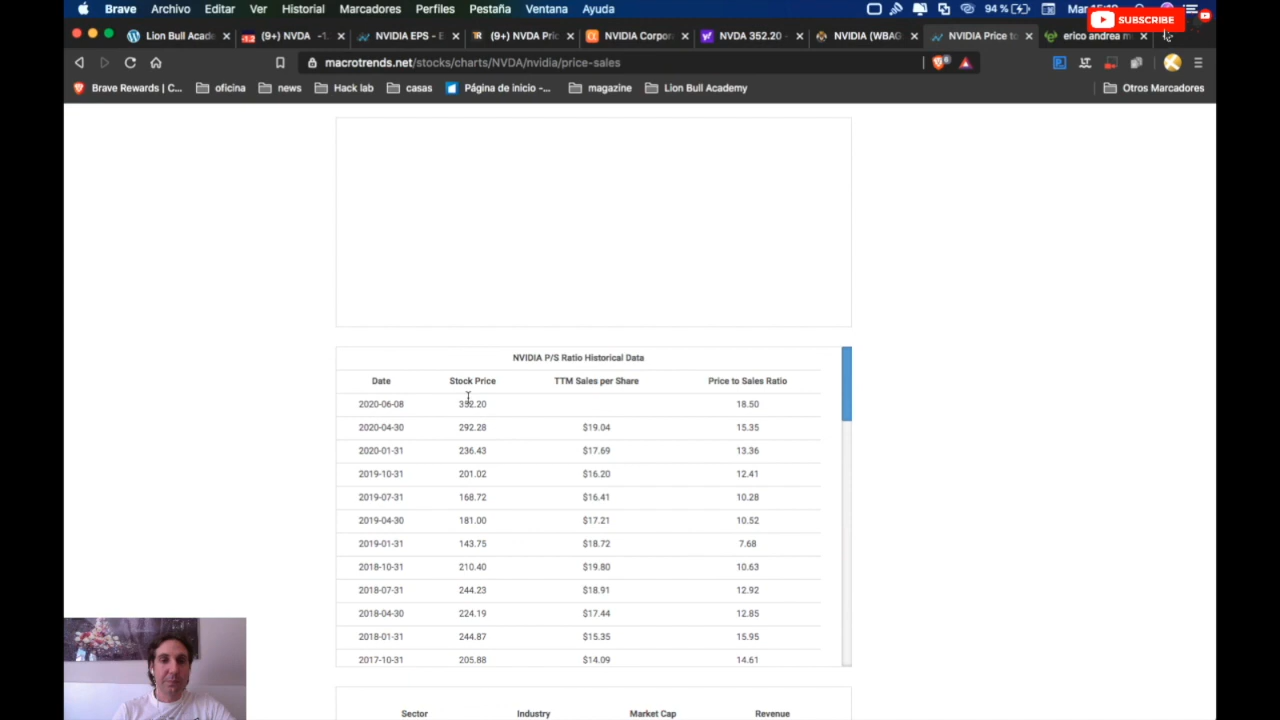 Brave Archivo Editar Ver Historial Marcadores Perfiles Pestaña Ventana Ayuda 94 % Mar
SUBSCRIBE
Lion Bull Acade (9+) NVDA NVIDIA EPS - (9+) NVDA Pric NVIDIA Corpor NVDA 352.20 NVIDIA (WBAG NVIDIA Price to erico andrea m
macrotrends.net/stocks/charts/NVDA/nvidia/price-sales
Brave Rewards | C... oficina news Hack lab casas Página de inicio -... magazine Lion Bull Academy Otros Marcadores
NVIDIA P/S Ratio Historical Data
Date Stock Price TTM Sales per Share Price to Sales Ratio
2020-06-08 352.20 18.50
2020-04-30 292.28 $19.04 15.35
2020-01-31 236.43 $17.69 13.36
2019-10-31 201.02 $16.20 12.41
2019-07-31 168.72 $16.41 10.28
2019-04-30 181.00 $17.21 10.52
2019-01-31 143.75 $18.72 7.68
2018-10-31 210.40 $19.80 10.63
2018-07-31 244.23 $18.91 12.92
2018-04-30 224.19 $17.44 12.85
2018-01-31 244.87 $15.35 15.95
2017-10-31 205.88 $14.09 14.61
Sector Industry Market Cap Revenue